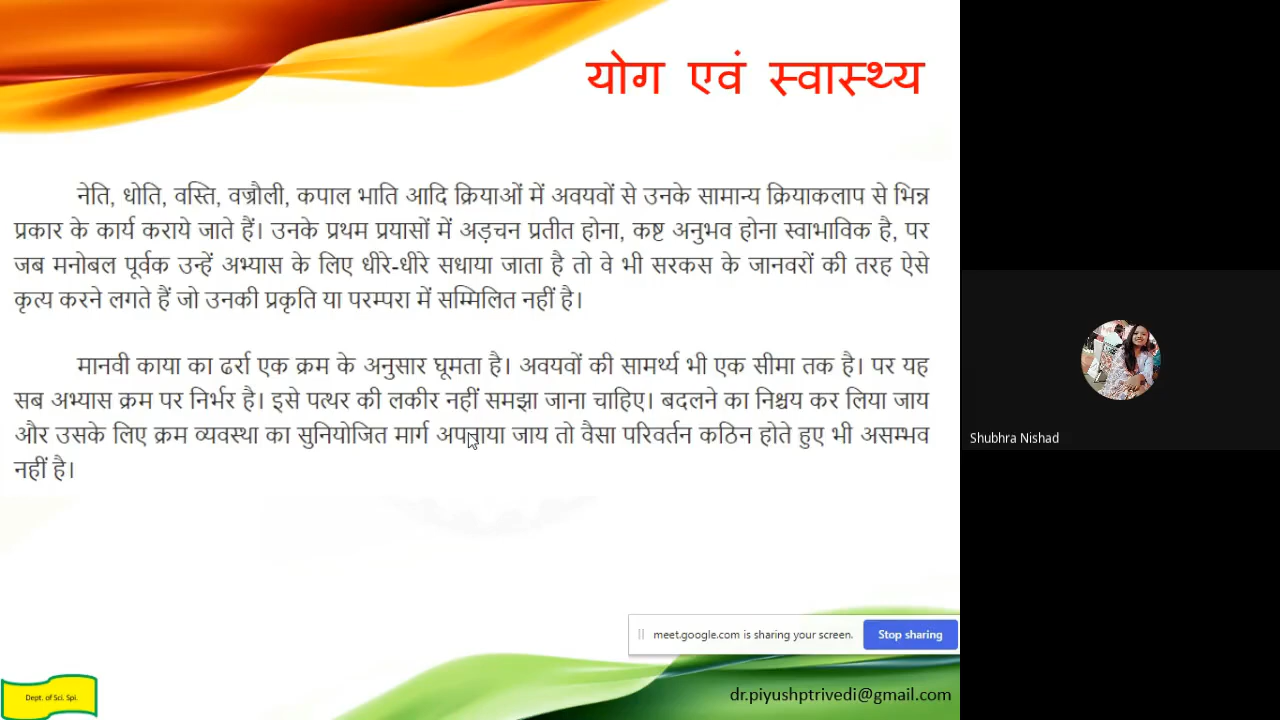 योग एवं स्वास्थ्य
नेति, धोति, वस्ति, वज्रौली, कपाल भाति आदि क्रियाओं में अवयवों से उनके सामान्य क्रियाकलाप से भिन्न
प्रकार के कार्य कराये जाते हैं। उनके प्रथम प्रयासों में अड़चन प्रतीत होना, कष्ट अनुभव होना स्वाभाविक है, पर
जब मनोबल पूर्वक उन्हें अभ्यास के लिए धीरे-धीरे सधाया जाता है तो वे भी सरकस के जानवरों की तरह ऐसे
कृत्य करने लगते हैं जो उनकी प्रकृति या परम्परा में सम्मिलित नहीं है।
मानवी काया का ढर्रा एक क्रम के अनुसार घूमता है। अवयवों की सामर्थ्य भी एक सीमा तक है। पर यह
सब अभ्यास क्रम पर निर्भर है। इसे पत्थर की लकीर नहीं समझा जाना चाहिए। बदलने का निश्चय कर लिया जाय
और उसके लिए क्रम व्यवस्था का सुनियोजित मार्ग अपनाया जाय तो वैसा परिवर्तन कठिन होते हुए भी असम्भव
नहीं है।
Shubhra Nishad
meet.google.com is sharing your screen.
Stop sharing
Dept. of Sci. Spi.
dr.piyushptrivedi@gmail.com